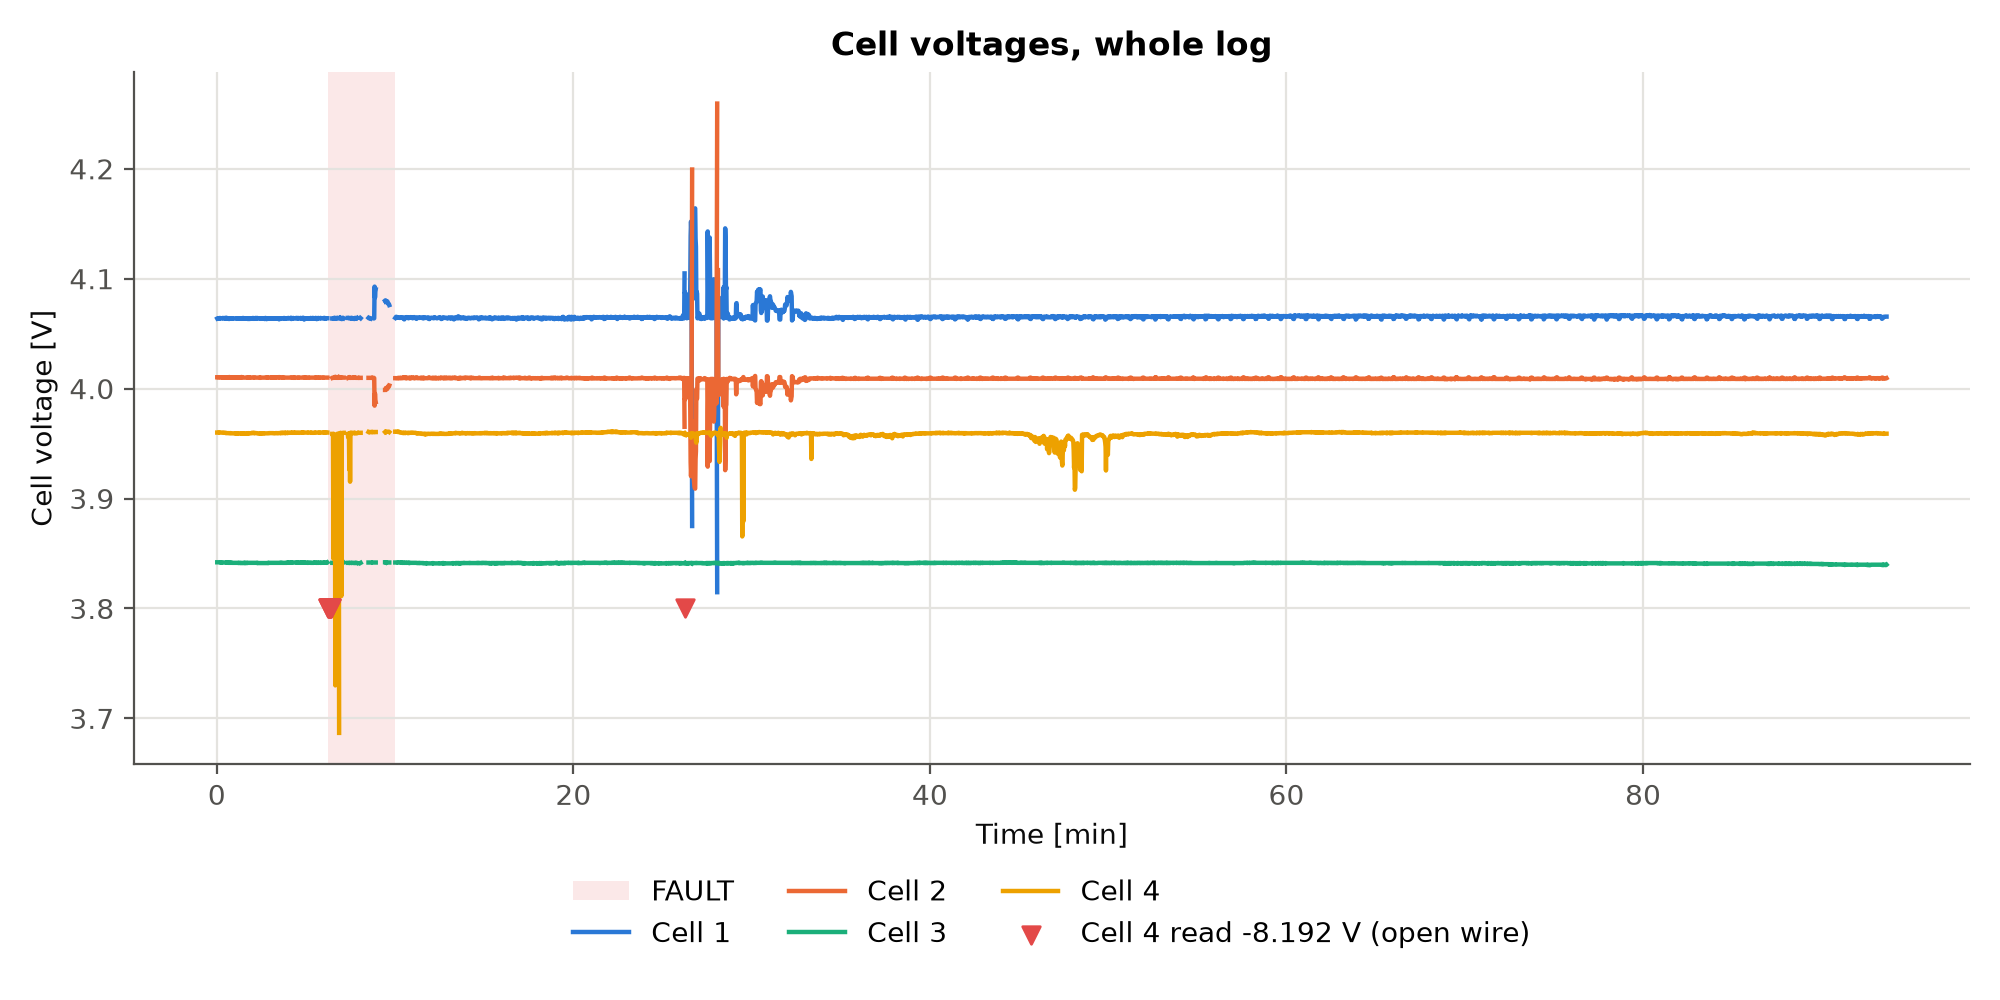 Cell voltages, whole log
Cell voltage [V]
4.2
4.1
4.0
3.9
3.8
3.7
0 20 40 60 80
Time [min]
FAULT Cell 2 Cell 4
Cell 1 Cell 3 Cell 4 read -8.192 V (open wire)